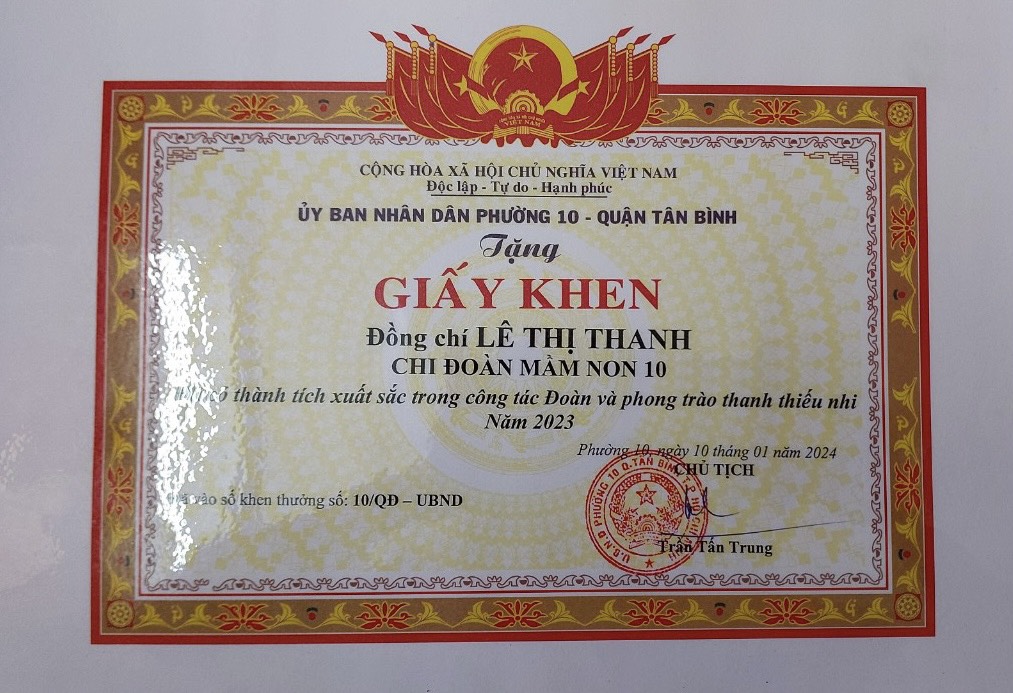 CỘNG HÒA XÃ HỘI CHỦ NGHĨA VIỆT NAM
Độc lập - Tự do - Hạnh phúc
ỦY BAN NHÂN DÂN PHƯỜNG 10 - QUẬN TÂN BÌNH
Tặng
GIẤY KHEN
Đồng chí LÊ THỊ THANH
CHI ĐOÀN MẦM NON 10
có thành tích xuất sắc trong công tác Đoàn và phong trào thanh thiếu nhi
Năm 2023
Phường 10, ngày 10 tháng 01 năm 2024
CHỦ TỊCH
vào số khen thưởng số: 10/QĐ – UBND
Trần Tấn Trung